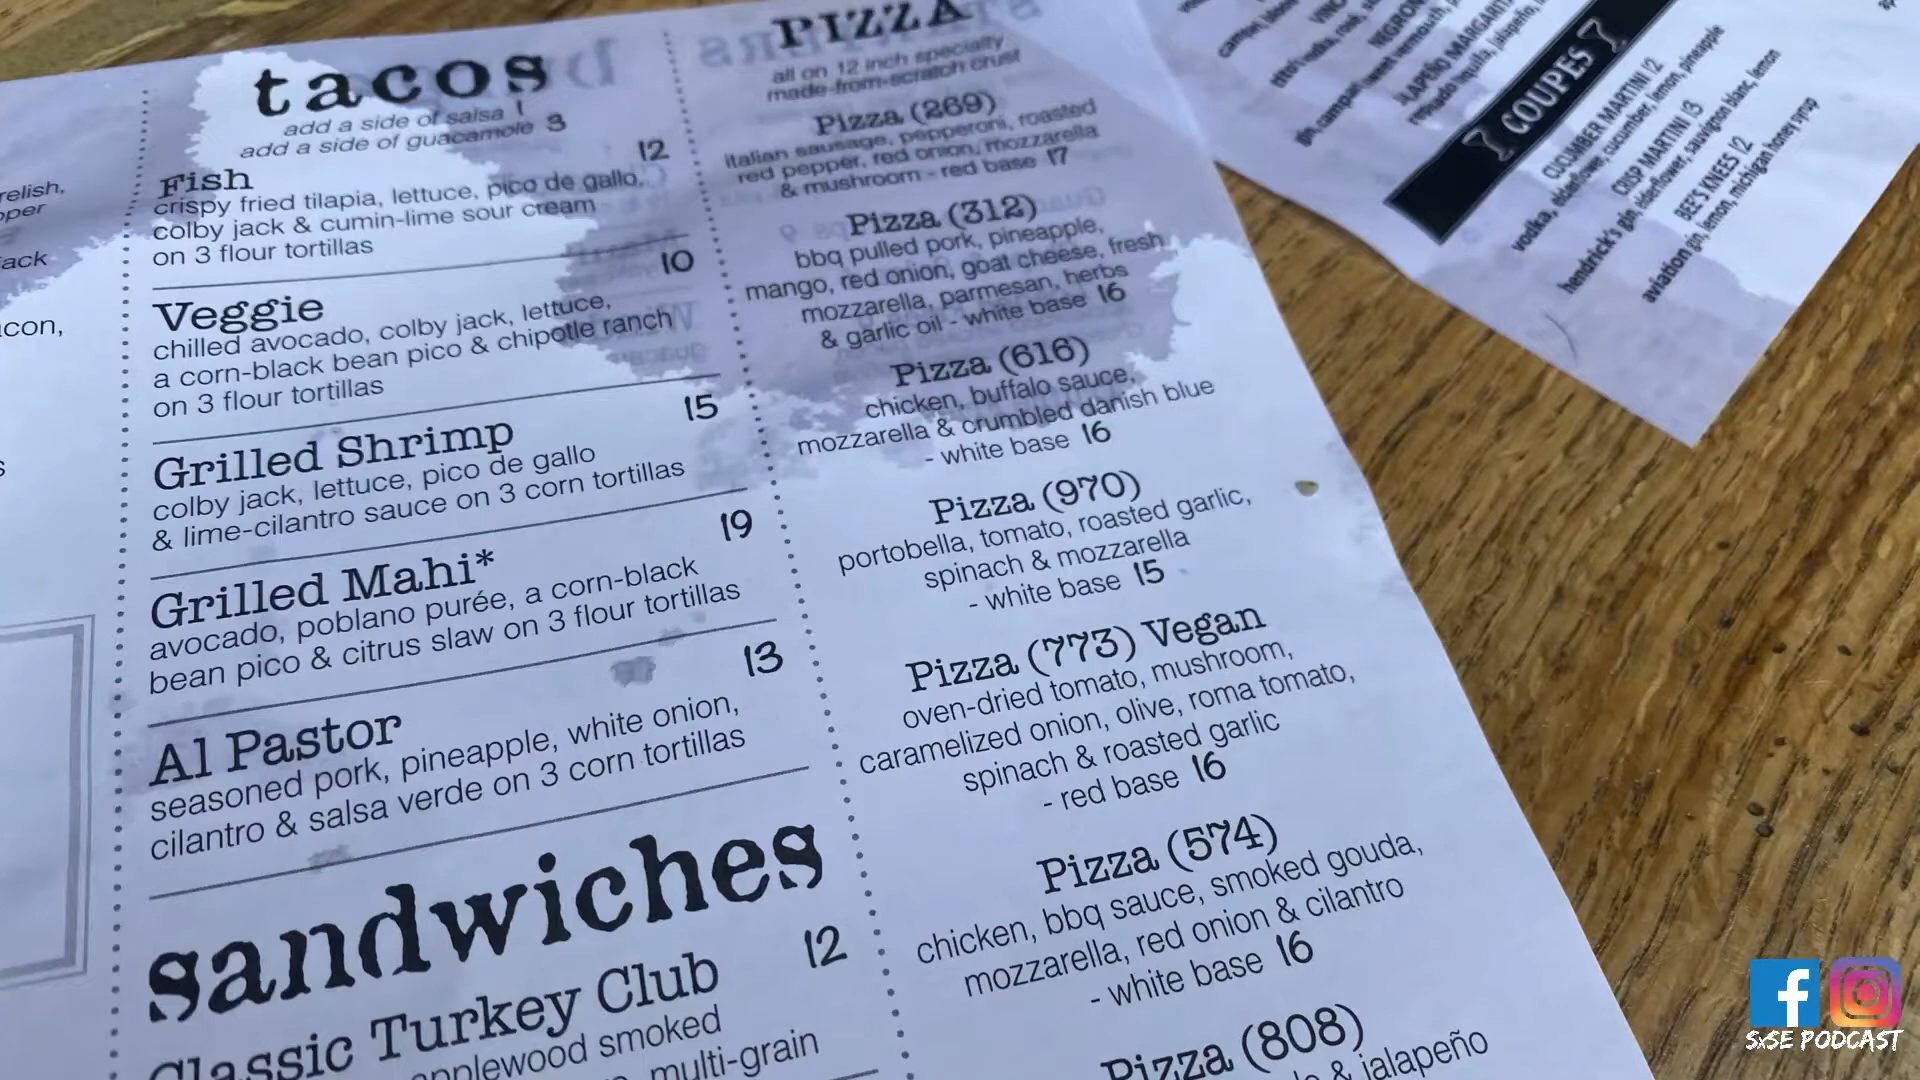 relish,
ack
con,
tacos
add a side of salsa 1
add a side of guacamole 3
Fish 12
crispy fried tilapia, lettuce, pico de gallo,
colby jack & cumin-lime sour cream
on 3 flour tortillas
Veggie 10
chilled avocado, colby jack, lettuce,
a corn-black bean pico & chipotle ranch
on 3 flour tortillas
Grilled Shrimp 15
colby jack, lettuce, pico de gallo
& lime-cilantro sauce on 3 corn tortillas
Grilled Mahi* 19
avocado, poblano purée, a corn-black
bean pico & citrus slaw on 3 flour tortillas
Al Pastor 13
seasoned pork, pineapple, white onion,
cilantro & salsa verde on 3 corn tortillas
sandwiches
Classic Turkey Club 12
applewood smoked
multi-grain
PIZZA
all on 12 inch specialty
made-from-scratch crust
Pizza (269)
italian sausage, pepperoni, roasted
red pepper, red onion, mozzarella
& mushroom - red base 17
Pizza (312)
bbq pulled pork, pineapple,
mango, red onion, goat cheese, fresh
mozzarella, parmesan, herbs
& garlic oil - white base 16
Pizza (616)
chicken, buffalo sauce,
mozzarella & crumbled danish blue
- white base 16
Pizza (970)
portobella, tomato, roasted garlic,
spinach & mozzarella
- white base 15
Pizza (773) Vegan
oven-dried tomato, mushroom,
caramelized onion, olive, roma tomato,
spinach & roasted garlic
- red base 16
Pizza (574)
chicken, bbq sauce, smoked gouda,
mozzarella, red onion & cilantro
- white base 16
Pizza (808)
& jalapeño
NEGRON
gin, campari, sweet vermouth,
JLAPEÑO MARGARIT
COUPES
CUCUMBER MARTINI 12
vodka, elderflower, cucumber, lemon, pineapple
CRISP MARTINI 13
hendrick's gin, elderflower, sauvignon blanc, lemon
BEE'S KNEES 12
aviation gin, lemon, michigan honey syrup
SxSE PODCAST